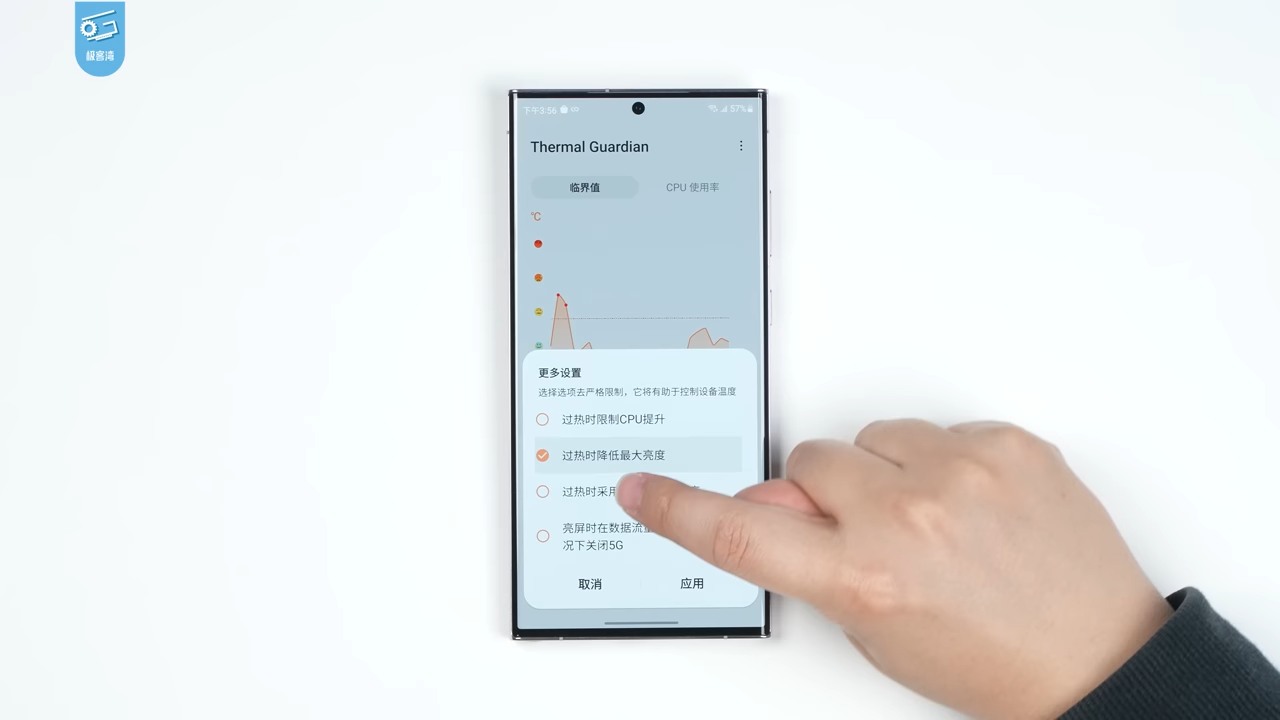 极客湾
下午3:56
57%
Thermal Guardian
临界值
CPU 使用率
℃
更多设置
选择选项去严格限制，它将有助于控制设备温度
过热时限制CPU提升
过热时降低最大亮度
过热时采用
亮屏时在数据流量
况下关闭5G
取消
应用